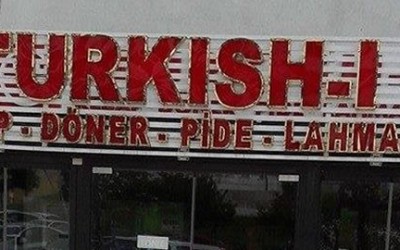 TURKISH-
P - DÖNER - PİDE - LAHMA